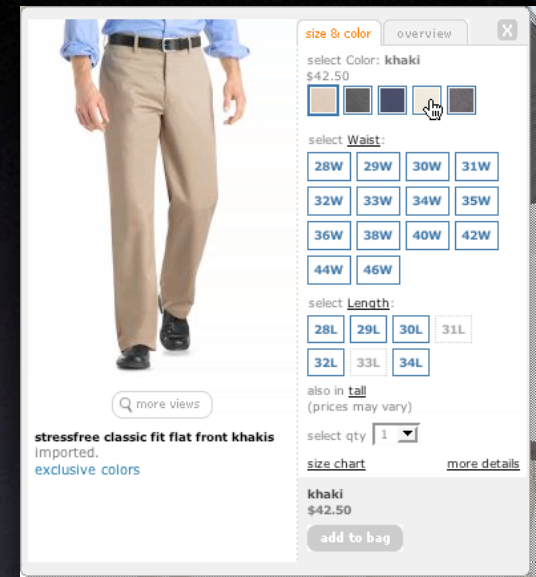 size & color
overview
X
select Color: khaki
$42.50
select Waist:
28W 29W 30W 31W
32W 33W 34W 35W
36W 38W 40W 42W
44W 46W
select Length:
28L 29L 30L 31L
32L 33L 34L
also in tall
(prices may vary)
select qty 1
size chart more details
khaki
$42.50
add to bag
more views
stressfree classic fit flat front khakis
imported.
exclusive colors